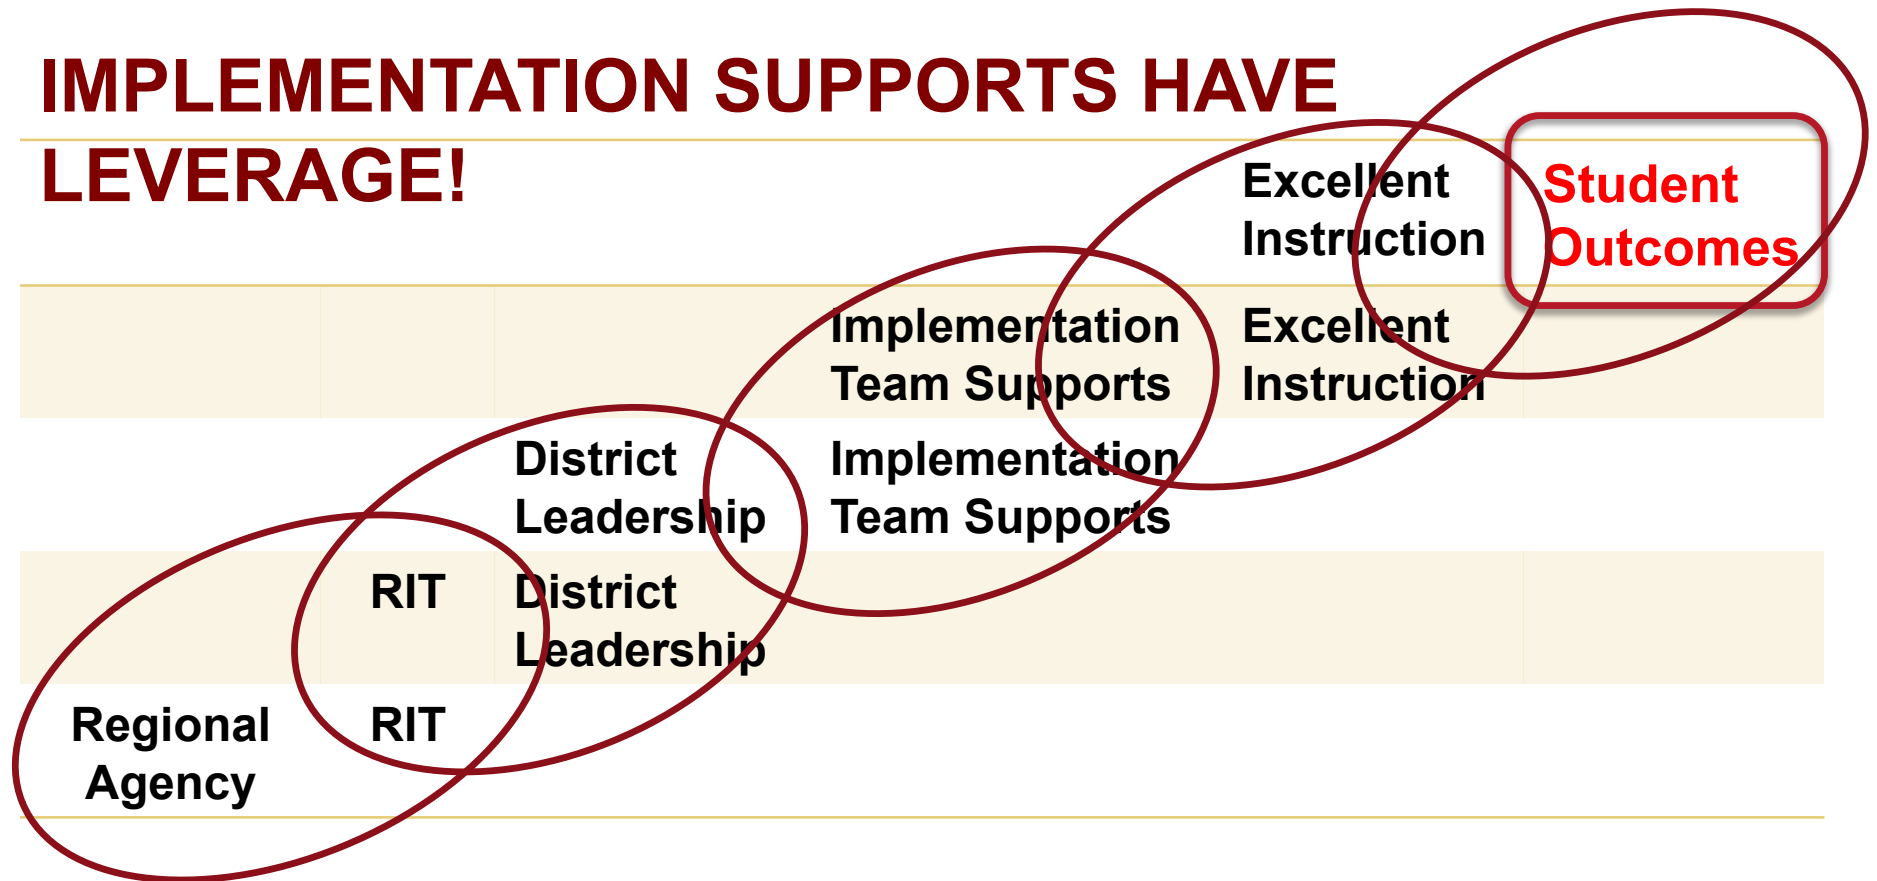 IMPLEMENTATION SUPPORTS HAVE
LEVERAGE!
Excellent
Instruction
Student
Outcomes
Implementation
Team Supports
Excellent
Instruction
District
Leadership
Implementation
Team Supports
RIT
District
Leadership
Regional
Agency
RIT